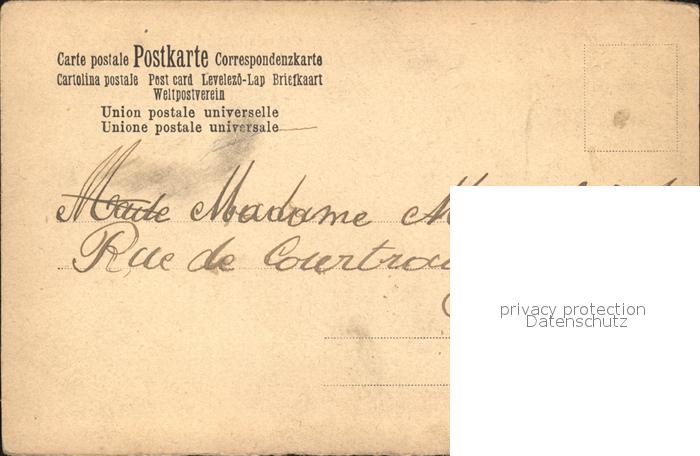 Carte postale Postkarte Correspondenzkarte
Cartolina postale Post card Levelező-Lap Briefkaart
Weltpostverein
Union postale universelle
Unione postale universale
Madame
Rue de
privacy protection
Datenschutz